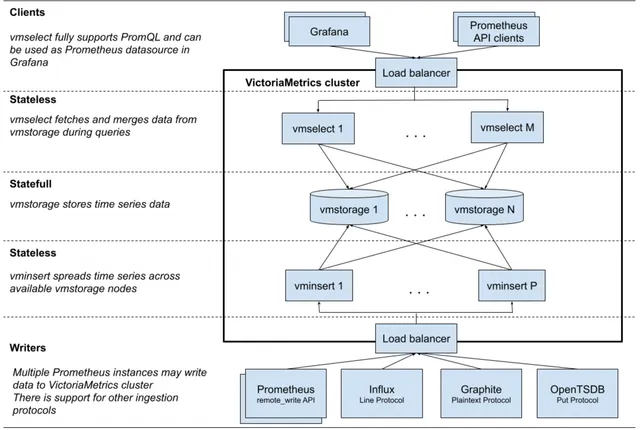 Clients
vmselect fully supports PromQL and can
be used as Prometheus datasource in
Grafana
Grafana
Prometheus
API clients
Load balancer
VictoriaMetrics cluster
Stateless
vmselect fetches and merges data from
vmstorage during queries
vmselect 1
. . .
vmselect M
Statefull
vmstorage stores time series data
vmstorage 1
. . .
vmstorage N
Stateless
vminsert spreads time series across
available vmstorage nodes
vminsert 1
. . .
vminsert P
Load balancer
Writers
Multiple Prometheus instances may write
data to VictoriaMetrics cluster
There is support for other ingestion
protocols
Prometheus
remote_write API
Influx
Line Protocol
Graphite
Plaintext Protocol
OpenTSDB
Put Protocol